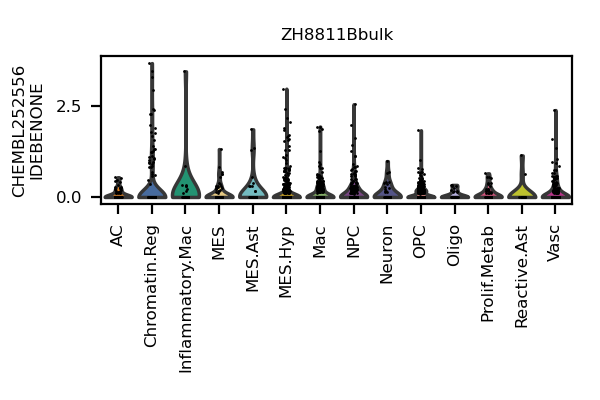 ZH8811Bbulk
CHEMBL252556
IDEBENONE
2.5
0.0
AC
Chromatin.Reg
Inflammatory.Mac
MES
MES.Ast
MES.Hyp
Mac
NPC
Neuron
OPC
Oligo
Prolif.Metab
Reactive.Ast
Vasc